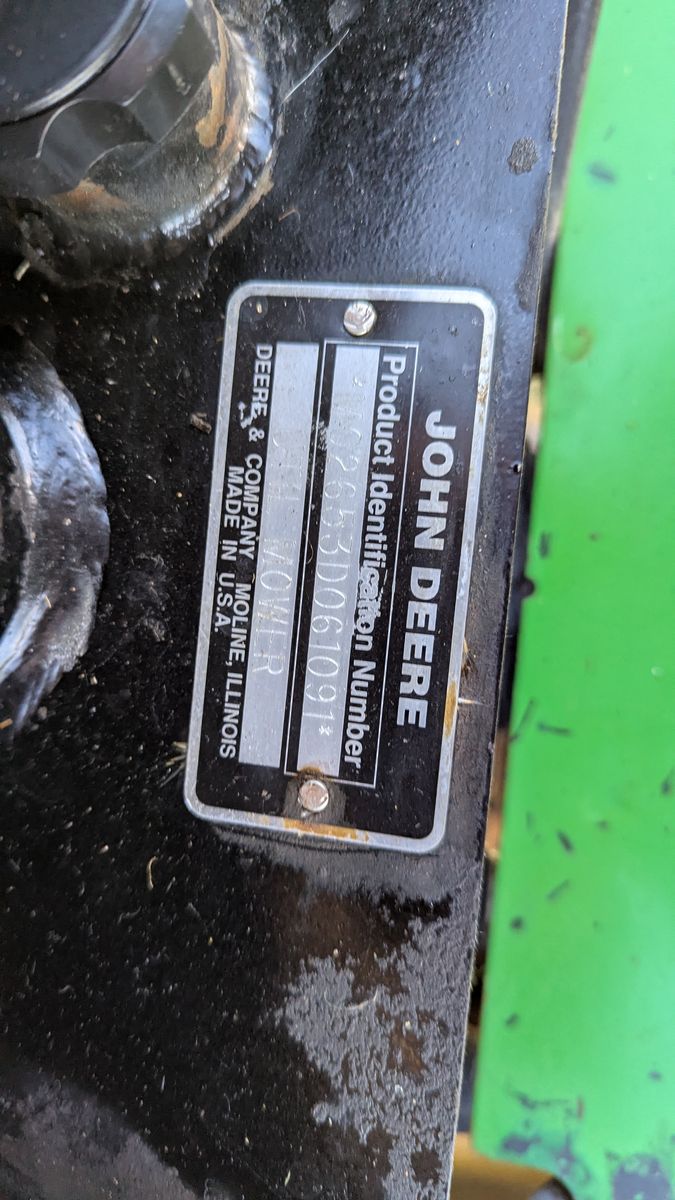 JOHN DEERE
Product Identification Number
*M02653D061091*
MOWER
DEERE & COMPANY MOLINE, ILLINOIS
MADE IN U.S.A.